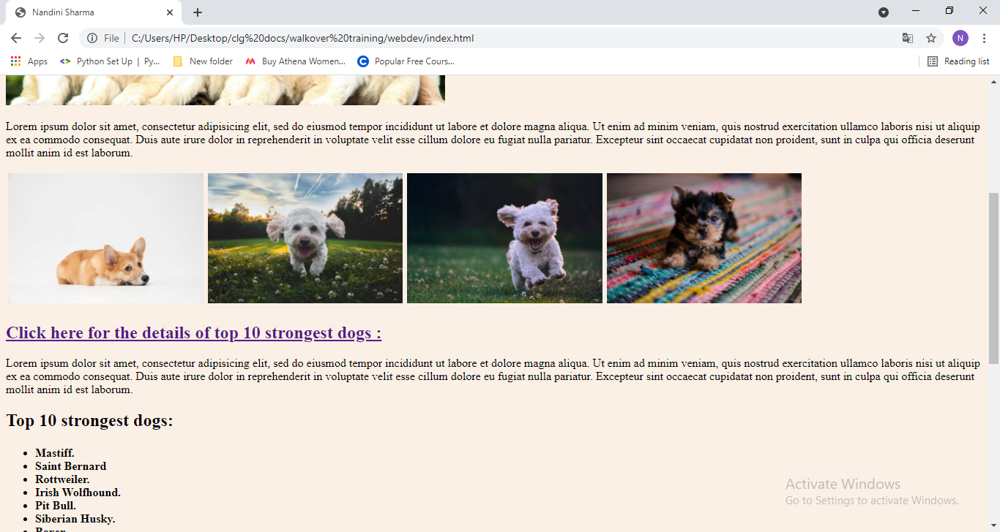 Nandini Sharma
File
C:/Users/HP/Desktop/clg%20docs/walkover%20training/webdev/index.html
N
Apps
Python Set Up | Py...
New folder
Buy Athena Women...
Popular Free Cours...
Reading list
Lorem ipsum dolor sit amet, consectetur adipisicing elit, sed do eiusmod tempor incididunt ut labore et dolore magna aliqua. Ut enim ad minim veniam, quis nostrud exercitation ullamco laboris nisi ut aliquip
ex ea commodo consequat. Duis aute irure dolor in reprehenderit in voluptate velit esse cillum dolore eu fugiat nulla pariatur. Excepteur sint occaecat cupidatat non proident, sunt in culpa qui officia deserunt
mollit anim id est laborum.
Click here for the details of top 10 strongest dogs :
Lorem ipsum dolor sit amet, consectetur adipisicing elit, sed do eiusmod tempor incididunt ut labore et dolore magna aliqua. Ut enim ad minim veniam, quis nostrud exercitation ullamco laboris nisi ut aliquip
ex ea commodo consequat. Duis aute irure dolor in reprehenderit in voluptate velit esse cillum dolore eu fugiat nulla pariatur. Excepteur sint occaecat cupidatat non proident, sunt in culpa qui officia deserunt
mollit anim id est laborum.
Top 10 strongest dogs:
• Mastiff.
• Saint Bernard
• Rottweiler.
• Irish Wolfhound.
• Pit Bull.
• Siberian Husky.
Activate Windows
Go to Settings to activate Windows.